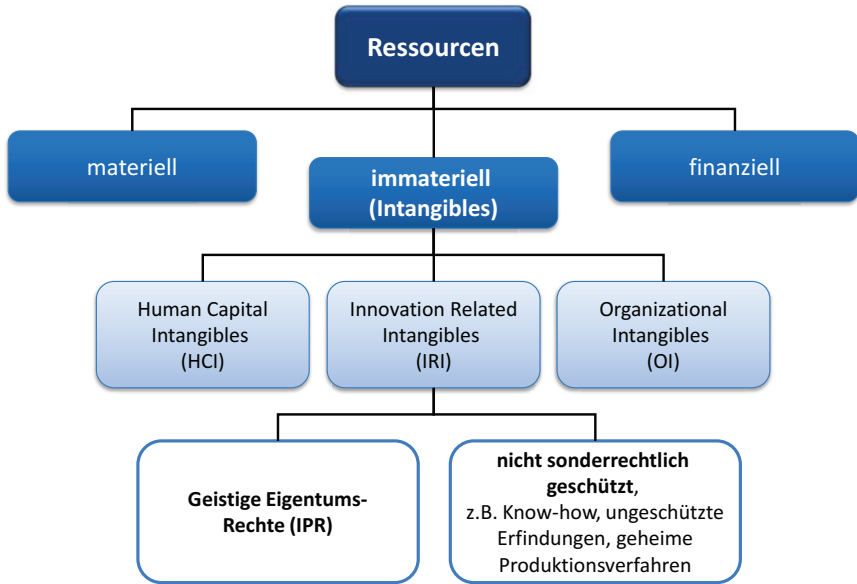 Ressourcen
materiell
immateriell
(Intangibles)
finanziell
Human Capital
Intangibles
(HCI)
Innovation Related
Intangibles
(IRI)
Organizational
Intangibles
(OI)
Geistige Eigentums-
Rechte (IPR)
nicht sonderrechtlich
geschützt,
z.B. Know-how, ungeschützte
Erfindungen, geheime
Produktionsverfahren